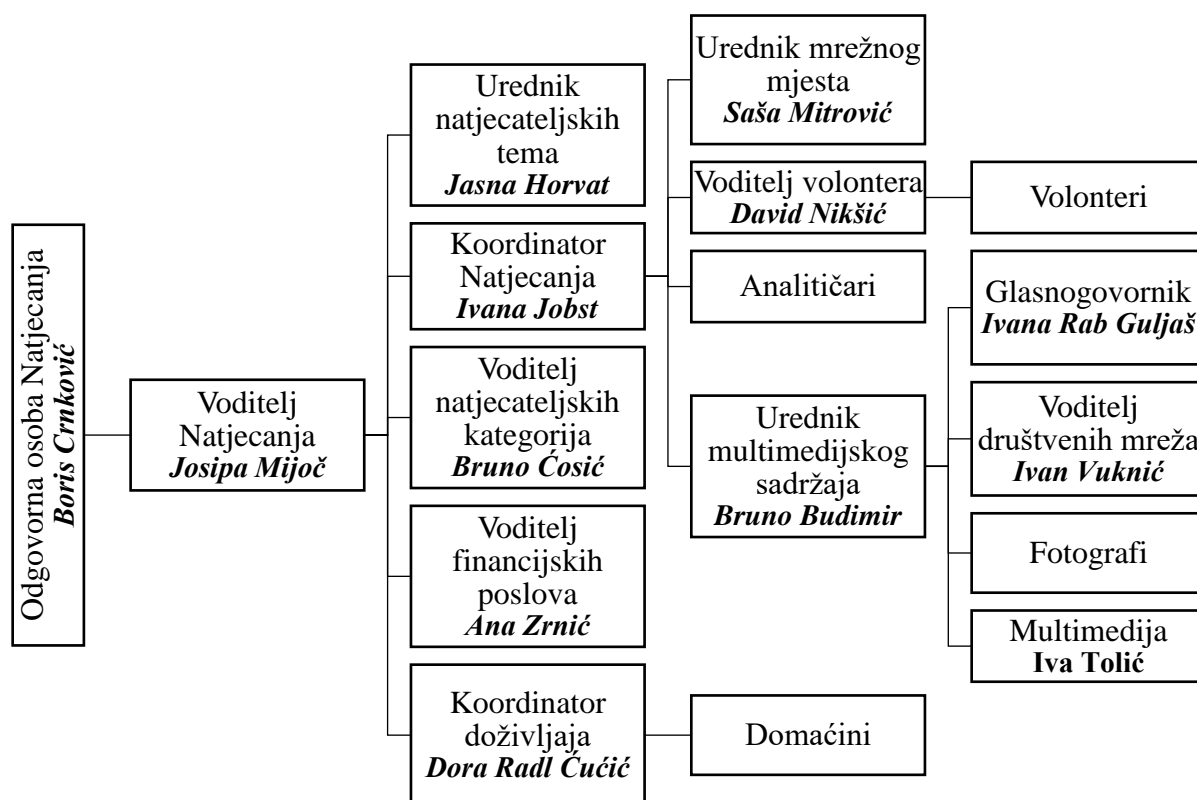 Odgovorna osoba Natjecanja
Boris Crnković
Voditelj
Natjecanja
Josipa Mijoč
Urednik
natjecateljskih
tema
Jasna Horvat
Koordinator
Natjecanja
Ivana Jobst
Voditelj
natjecateljskih
kategorija
Bruno Ćosić
Voditelj
financijskih
poslova
Ana Zrnić
Koordinator
doživljaja
Dora Radl Ćućić
Urednik mrežnog
mjesta
Saša Mitrović
Voditelj volontera
David Nikšić
Analitičari
Urednik
multimedijskog
sadržaja
Bruno Budimir
Domaćini
Volonteri
Glasnogovornik
Ivana Rab Guljaš
Voditelj
društvenih mreža
Ivan Vuknić
Fotografi
Multimedija
Iva Tolić